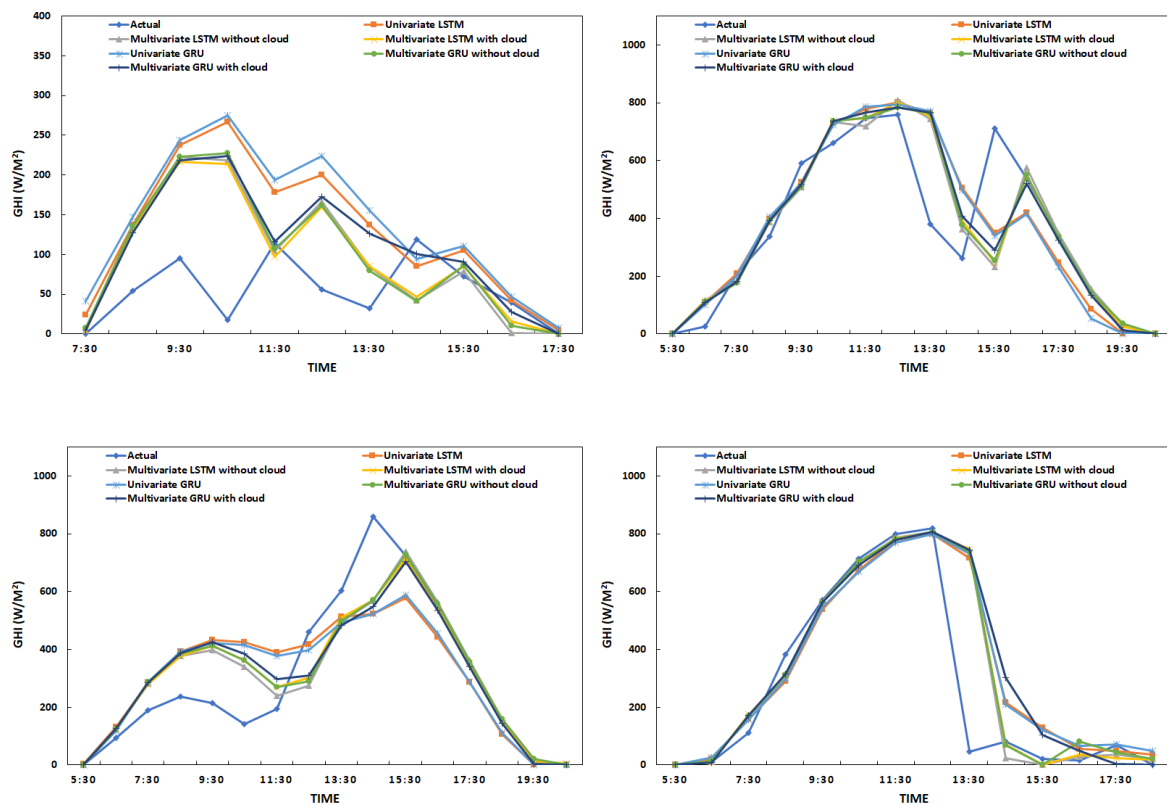 Actual Univariate LSTM
Multivariate LSTM without cloud Multivariate LSTM with cloud
Univariate GRU Multivariate GRU without cloud
Multivariate GRU with cloud
GHI (W/M²)
400
350
300
250
200
150
100
50
0
7:30 9:30 11:30 13:30 15:30 17:30
TIME
Actual Univariate LSTM
Multivariate LSTM without cloud Multivariate LSTM with cloud
Univariate GRU Multivariate GRU without cloud
Multivariate GRU with cloud
GHI (W/M²)
1000
800
600
400
200
0
5:30 7:30 9:30 11:30 13:30 15:30 17:30 19:30
TIME
Actual Univariate LSTM
Multivariate LSTM without cloud Multivariate LSTM with cloud
Univariate GRU Multivariate GRU without cloud
Multivariate GRU with cloud
GHI (W/M²)
1000
800
600
400
200
0
5:30 7:30 9:30 11:30 13:30 15:30 17:30 19:30
TIME
Actual Univariate LSTM
Multivariate LSTM without cloud Multivariate LSTM with cloud
Univariate GRU Multivariate GRU without cloud
Multivariate GRU with cloud
GHI (W/M²)
1000
800
600
400
200
0
5:30 7:30 9:30 11:30 13:30 15:30 17:30
TIME